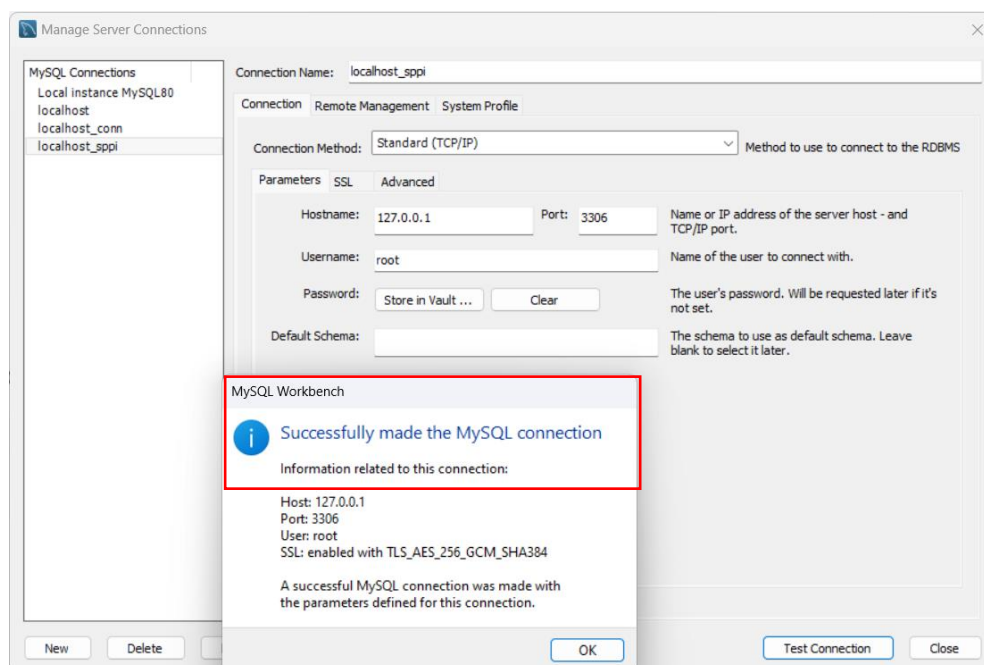 Manage Server Connections
MySQL Connections
Local instance MySQL80
localhost
localhost_conn
localhost_sppi
Connection Name: localhost_sppi
Connection Remote Management System Profile
Connection Method: Standard (TCP/IP) Method to use to connect to the RDBMS
Parameters SSL Advanced
Hostname: 127.0.0.1 Port: 3306 Name or IP address of the server host - and
TCP/IP port.
Username: root Name of the user to connect with.
Password: Store in Vault ... Clear The user's password. Will be requested later if it's
not set.
Default Schema: The schema to use as default schema. Leave
blank to select it later.
MySQL Workbench
Successfully made the MySQL connection
Information related to this connection:
Host: 127.0.0.1
Port: 3306
User: root
SSL: enabled with TLS_AES_256_GCM_SHA384
A successful MySQL connection was made with
the parameters defined for this connection.
New Delete OK Test Connection Close